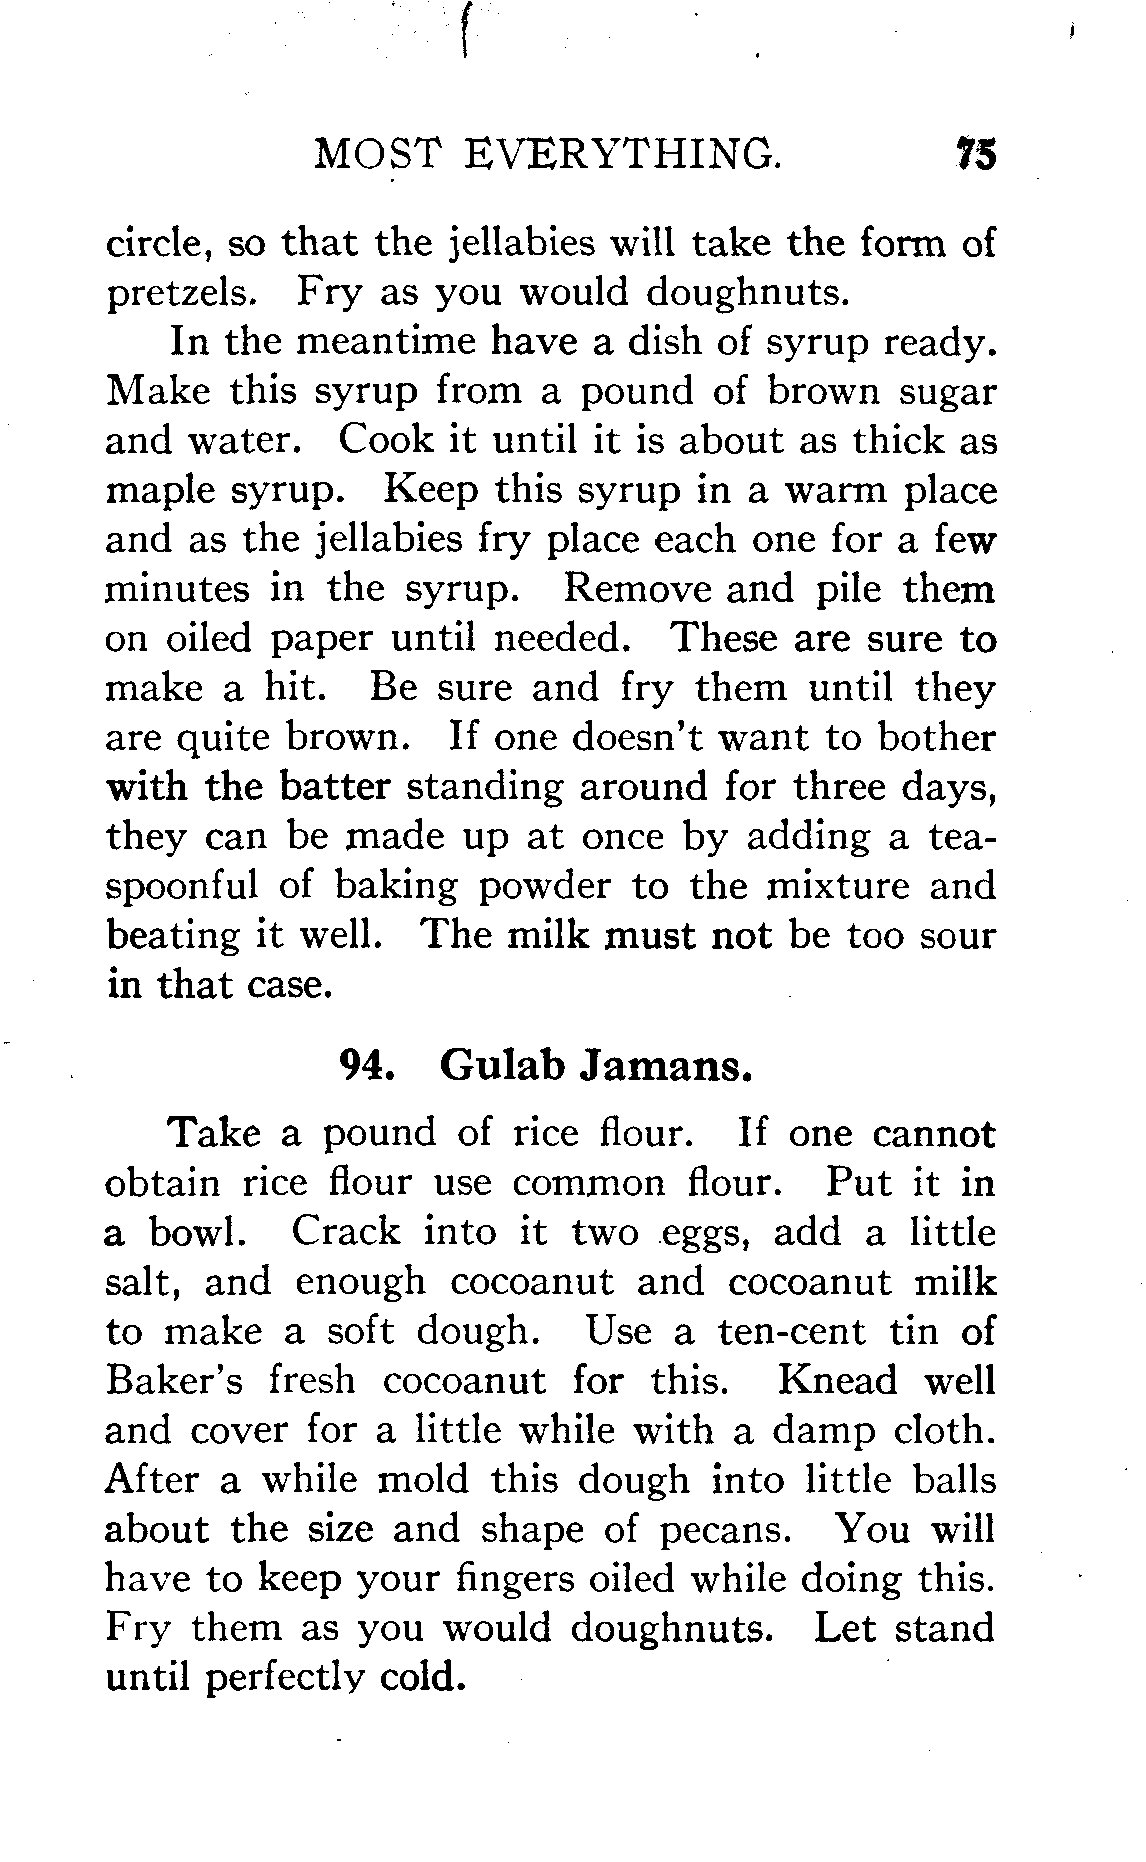 MOST EVERYTHING. 75
circle, so that the jellabies will take the form of
pretzels. Fry as you would doughnuts.
In the meantime have a dish of syrup ready.
Make this syrup from a pound of brown sugar
and water. Cook it until it is about as thick as
maple syrup. Keep this syrup in a warm place
and as the jellabies fry place each one for a few
minutes in the syrup. Remove and pile them
on oiled paper until needed. These are sure to
make a hit. Be sure and fry them until they
are quite brown. If one doesn't want to bother
with the batter standing around for three days,
they can be made up at once by adding a tea-
spoonful of baking powder to the mixture and
beating it well. The milk must not be too sour
in that case.
94. Gulab Jamans.
Take a pound of rice flour. If one cannot
obtain rice flour use common flour. Put it in
a bowl. Crack into it two eggs, add a little
salt, and enough cocoanut and cocoanut milk
to make a soft dough. Use a ten-cent tin of
Baker's fresh cocoanut for this. Knead well
and cover for a little while with a damp cloth.
After a while mold this dough into little balls
about the size and shape of pecans. You will
have to keep your fingers oiled while doing this.
Fry them as you would doughnuts. Let stand
until perfectly cold.